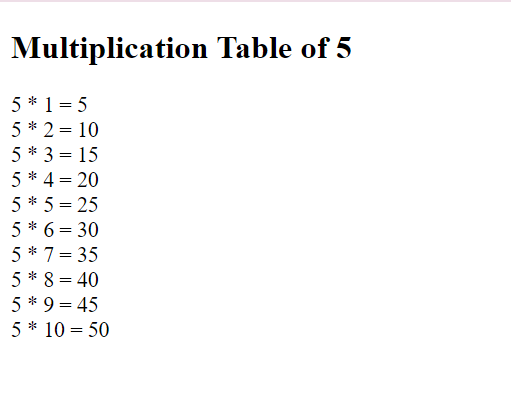 Multiplication Table of 5
5 * 1 = 5
5 * 2 = 10
5 * 3 = 15
5 * 4 = 20
5 * 5 = 25
5 * 6 = 30
5 * 7 = 35
5 * 8 = 40
5 * 9 = 45
5 * 10 = 50